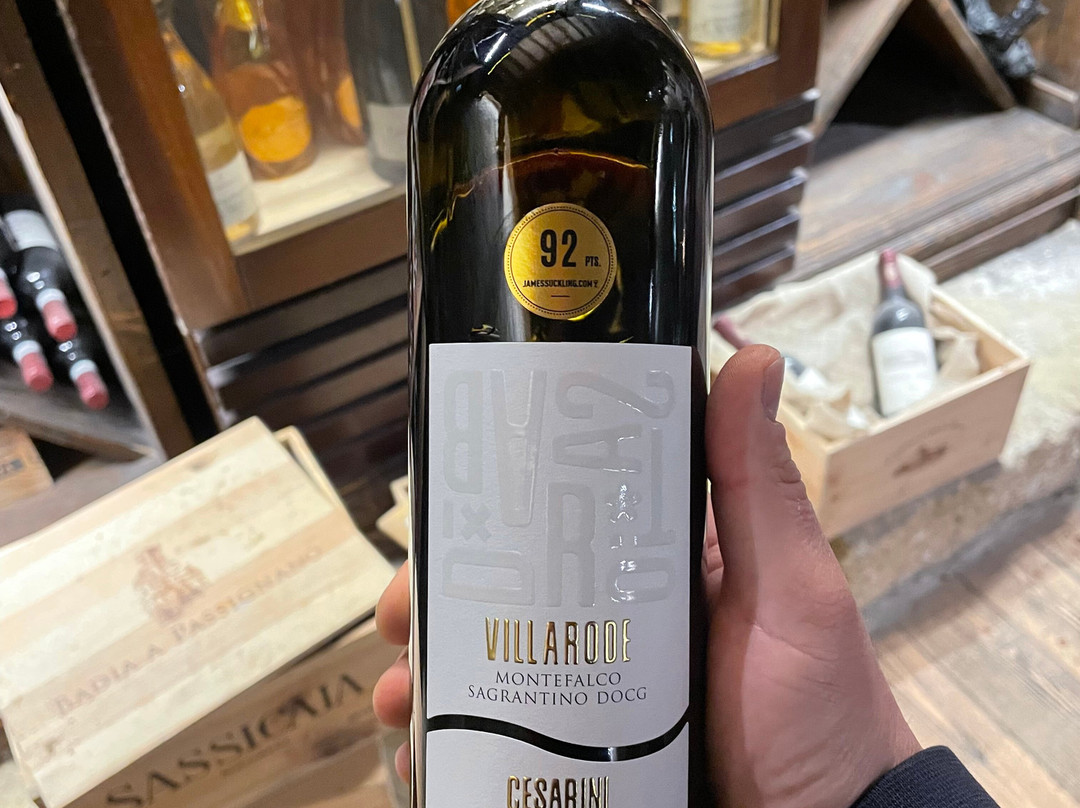 92 PTS.
JAMESSUCKLING.COM
VILLARODE
MONTEFALCO
SAGRANTINO DOCG
CESARINI
BADIA A PASSIGNANO
SASSICAIA